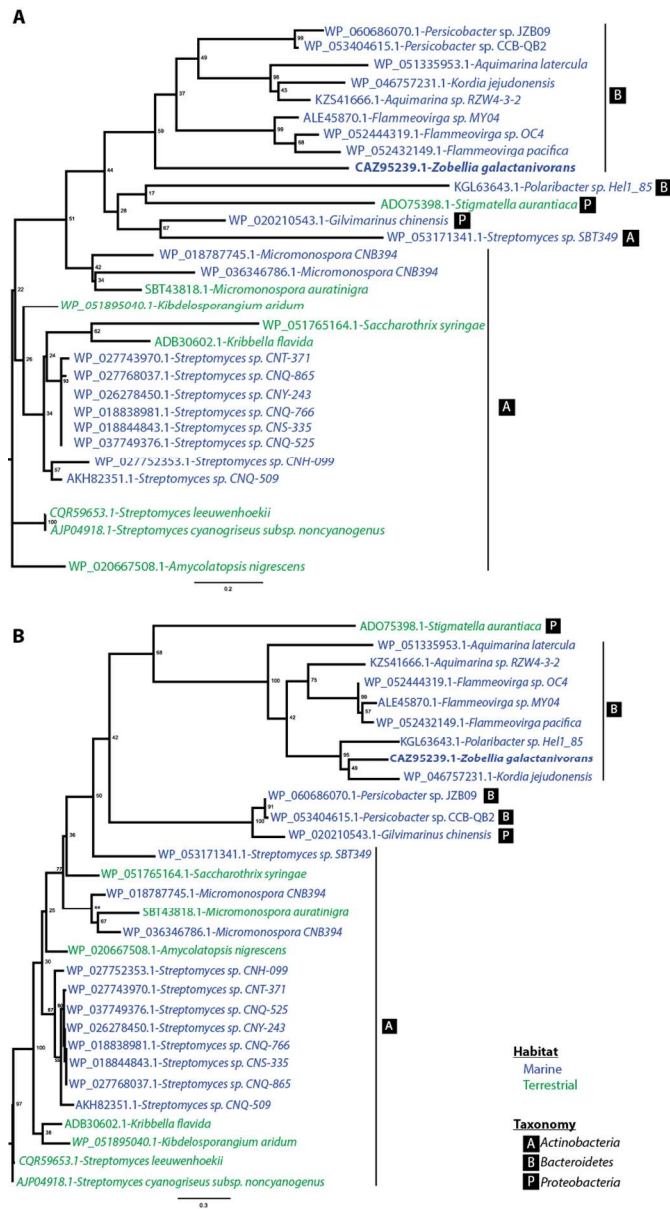 A
99
WP_060686070.1-Persicobacter sp. JZB09
WP_053404615.1-Persicobacter sp. CCB-QB2
49
WP_051335953.1-Aquimarina latercula
98
WP_046757231.1-Kordia jejudonensis
43
KZS41666.1-Aquimarina sp. RZW4-3-2
37
B
ALE45870.1-Flammeovirga sp. MY04
99
WP_052444319.1-Flammeovirga sp. OC4
68
59
WP_052432149.1-Flammeovirga pacifica
CAZ95239.1-Zobellia galactanivorans
44
KGL63643.1-Polaribacter sp. Hel1_85 B
17
ADO75398.1-Stigmatella aurantiaca P
28
WP_020210543.1-Gilvimarinus chinensis P
51
67
WP_053171341.1-Streptomyces sp. SBT349 A
WP_018787745.1-Micromonospora CNB394
42
WP_036346786.1-Micromonospora CNB394
34
SBT43818.1-Micromonospora auratinigra
22
WP_051895040.1-Kibdelosporangium aridum
WP_051765164.1-Saccharothrix syringae
62
ADB30602.1-Kribbella flavida
26
24
WP_027743970.1-Streptomyces sp. CNT-371
WP_027768037.1-Streptomyces sp. CNQ-865
93
WP_026278450.1-Streptomyces sp. CNY-243
34
WP_018838981.1-Streptomyces sp. CNQ-766
A
WP_018844843.1-Streptomyces sp. CNS-335
WP_037749376.1-Streptomyces sp. CNQ-525
WP_027752353.1-Streptomyces sp. CNH-099
57
AKH82351.1-Streptomyces sp. CNQ-509
CQR59653.1-Streptomyces leeuwenhoekii
100
AJP04918.1-Streptomyces cyanogriseus subsp. noncyanogenus
WP_020667508.1-Amycolatopsis nigrescens
0.2
B
ADO75398.1-Stigmatella aurantiaca P
68
WP_051335953.1-Aquimarina latercula
100
KZS41666.1-Aquimarina sp. RZW4-3-2
75
WP_052444319.1-Flammeovirga sp. OC4
99
ALE45870.1-Flammeovirga sp. MY04
57
B
42
WP_052432149.1-Flammeovirga pacifica
42
KGL63643.1-Polaribacter sp. Hel1_85
95
CAZ95239.1-Zobellia galactanivorans
49
WP_046757231.1-Kordia jejudonensis
50
WP_060686070.1-Persicobacter sp. JZB09 B
91
WP_053404615.1-Persicobacter sp. CCB-QB2 B
100
WP_020210543.1-Gilvimarinus chinensis P
36
WP_053171341.1-Streptomyces sp. SBT349
77
WP_051765164.1-Saccharothrix syringae
WP_018787745.1-Micromonospora CNB394
25
SBT43818.1-Micromonospora auratinigra
67
WP_036346786.1-Micromonospora CNB394
WP_020667508.1-Amycolatopsis nigrescens
30
WP_027752353.1-Streptomyces sp. CNH-099
WP_027743970.1-Streptomyces sp. CNT-371
87
WP_037749376.1-Streptomyces sp. CNQ-525
WP_026278450.1-Streptomyces sp. CNY-243
A
100
WP_018838981.1-Streptomyces sp. CNQ-766
WP_018844843.1-Streptomyces sp. CNS-335
WP_027768037.1-Streptomyces sp. CNQ-865
97
AKH82351.1-Streptomyces sp. CNQ-509
ADB30602.1-Kribbella flavida
38
WP_051895040.1-Kibdelosporangium aridum
CQR59653.1-Streptomyces leeuwenhoekii
AJP04918.1-Streptomyces cyanogriseus subsp. noncyanogenus
0.3
Habitat
Marine
Terrestrial
Taxonomy
A Actinobacteria
B Bacteroidetes
P Proteobacteria